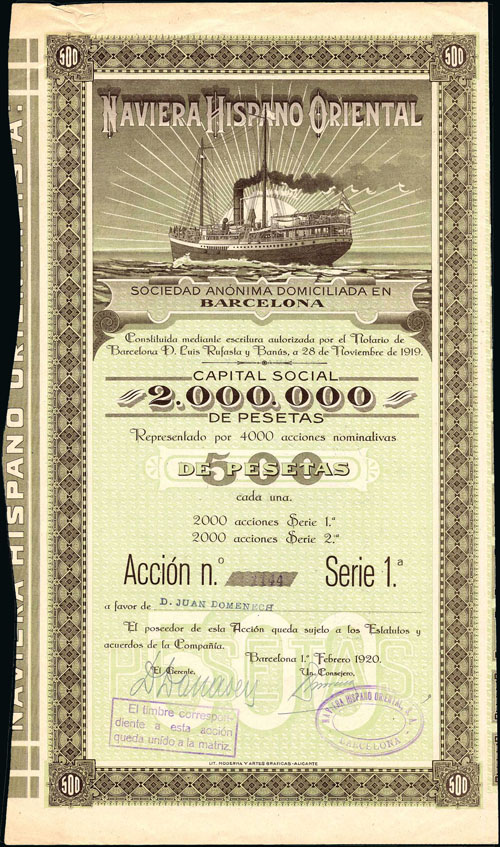 500 500
NAVIERA HISPANO ORIENTAL
SOCIEDAD ANÓNIMA DOMICILIADA EN
BARCELONA
Constituida mediante escritura autorizada por el Notario de
Barcelona D. Luis Rufasta y Banús, a 28 de Noviembre de 1919.
CAPITAL SOCIAL
2.000.000
DE PESETAS
Representado por 4000 acciones nominativas
500
DE PESETAS
cada una.
2000 acciones Serie 1.ª
2000 acciones Serie 2.ª
Acción n.º Serie 1.ª
a favor de D. JUAN DOMENECH
El poseedor de esta Acción queda sujeto a los Estatutos y
acuerdos de la Compañía.
Barcelona 1.º Febrero 1920.
El Gerente, Un Consejero,
El timbre correspon-
diente a esta acción
queda unido a la matriz.
NAVIERA HISPANO ORIENTAL, S. A.
BARCELONA
PESETAS
500
LIT. MODERNA Y ARTES GRAFICAS-ALICANTE
500 500
NAVIERA HISPANO ORIENTAL S.A.